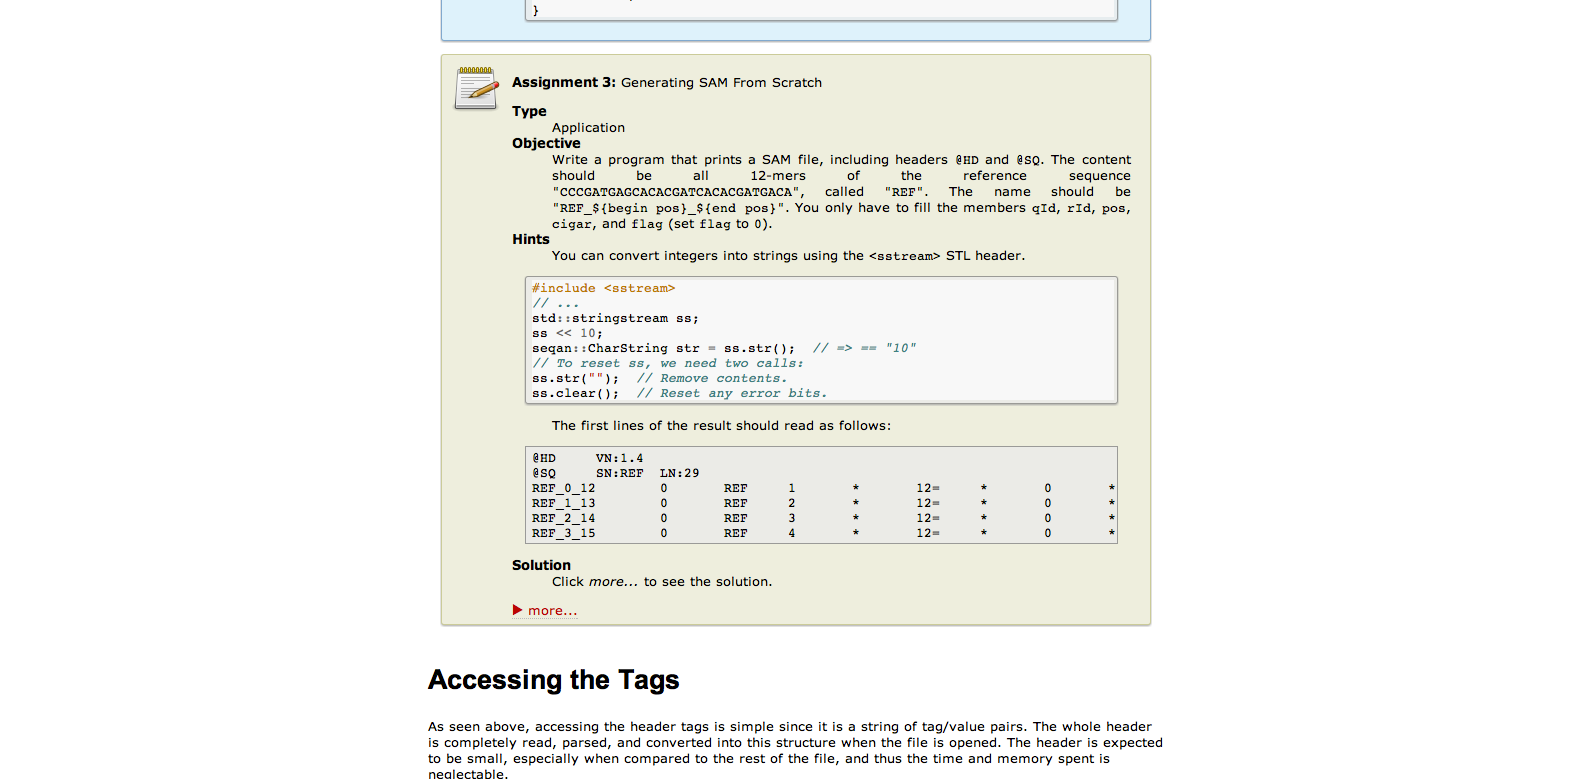 }
Assignment 3: Generating SAM From Scratch
Type
Application
Objective
Write a program that prints a SAM file, including headers @HD and @SQ. The content
should be all 12-mers of the reference sequence
"CCCGATGAGCACACGATCACACGATGACA", called "REF". The name should be
"REF_${begin pos}_${end pos}". You only have to fill the members qId, rId, pos,
cigar, and flag (set flag to 0).
Hints
You can convert integers into strings using the <sstream> STL header.
#include <sstream>
// ...
std::stringstream ss;
ss << 10;
seqan::CharString str = ss.str();  // => == "10"
// To reset ss, we need two calls:
ss.str("");  // Remove contents.
ss.clear();  // Reset any error bits.
The first lines of the result should read as follows:
@HD     VN:1.4
@SQ     SN:REF  LN:29
REF_0_12        0       REF     1       *       12=     *       0       *
REF_1_13        0       REF     2       *       12=     *       0       *
REF_2_14        0       REF     3       *       12=     *       0       *
REF_3_15        0       REF     4       *       12=     *       0       *
Solution
Click more... to see the solution.
more...
Accessing the Tags
As seen above, accessing the header tags is simple since it is a string of tag/value pairs. The whole header
is completely read, parsed, and converted into this structure when the file is opened. The header is expected
to be small, especially when compared to the rest of the file, and thus the time and memory spent is
neglectable.